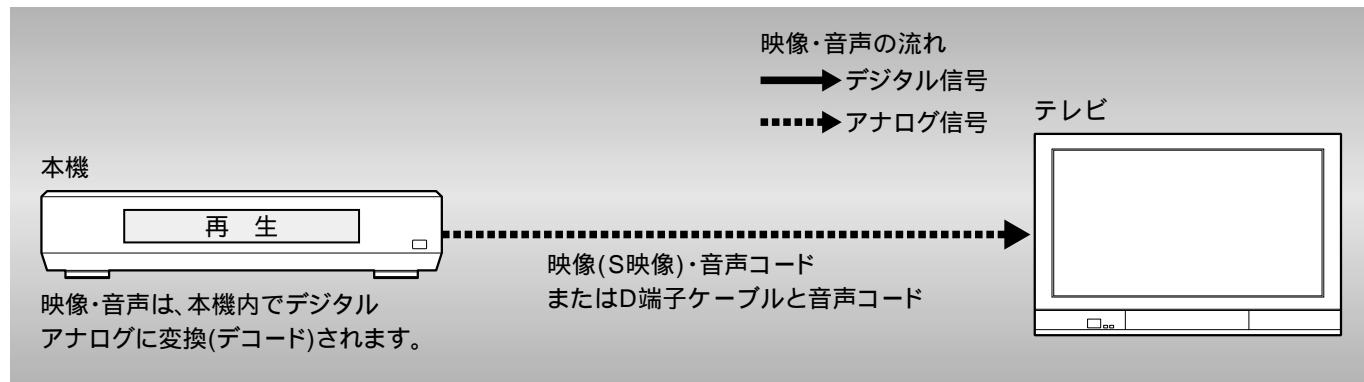 映像・音声の流れ
デジタル信号
アナログ信号
テレビ
本機
再 生
映像(S映像)・音声コード
またはD端子ケーブルと音声コード
映像・音声は、本機内でデジタル
アナログに変換(デコード)されます。